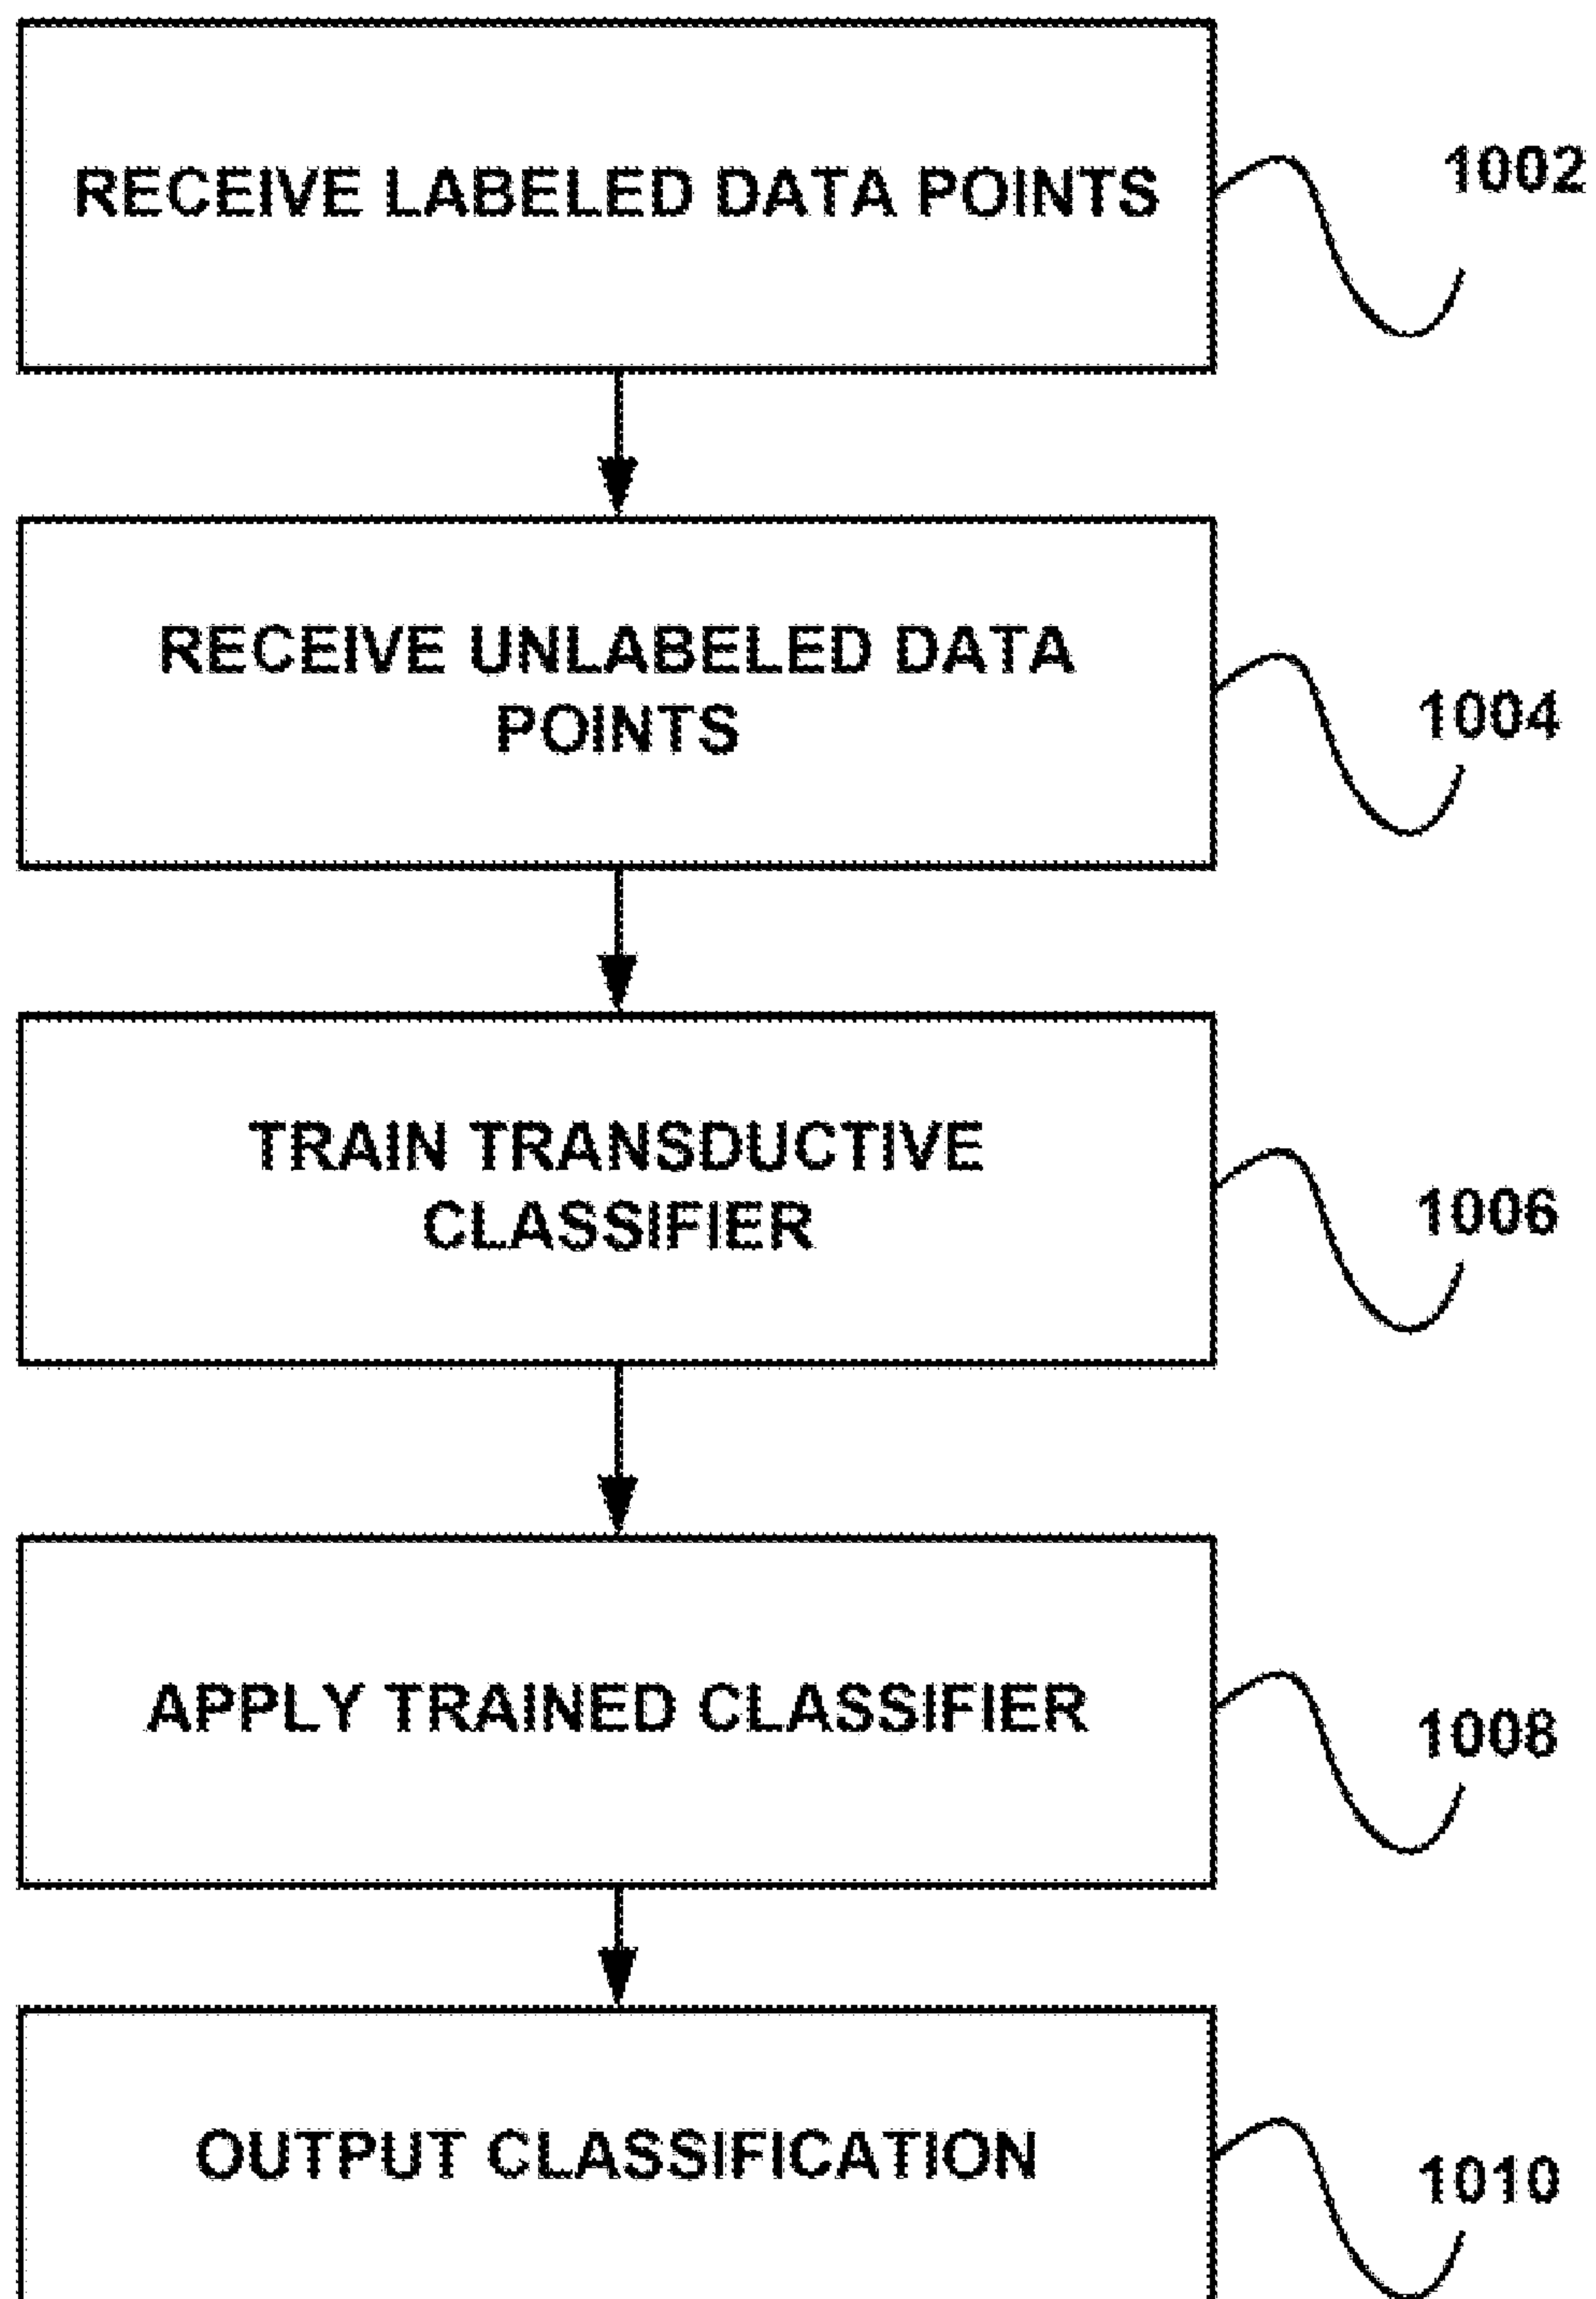 RECEIVE LABELED DATA POINTS
1002
RECEIVE UNLABELED DATA
POINTS
1004
TRAIN TRANSDUCTIVE
CLASSIFIER
1006
APPLY TRAINED CLASSIFIER
1008
OUTPUT CLASSIFICATION
1010